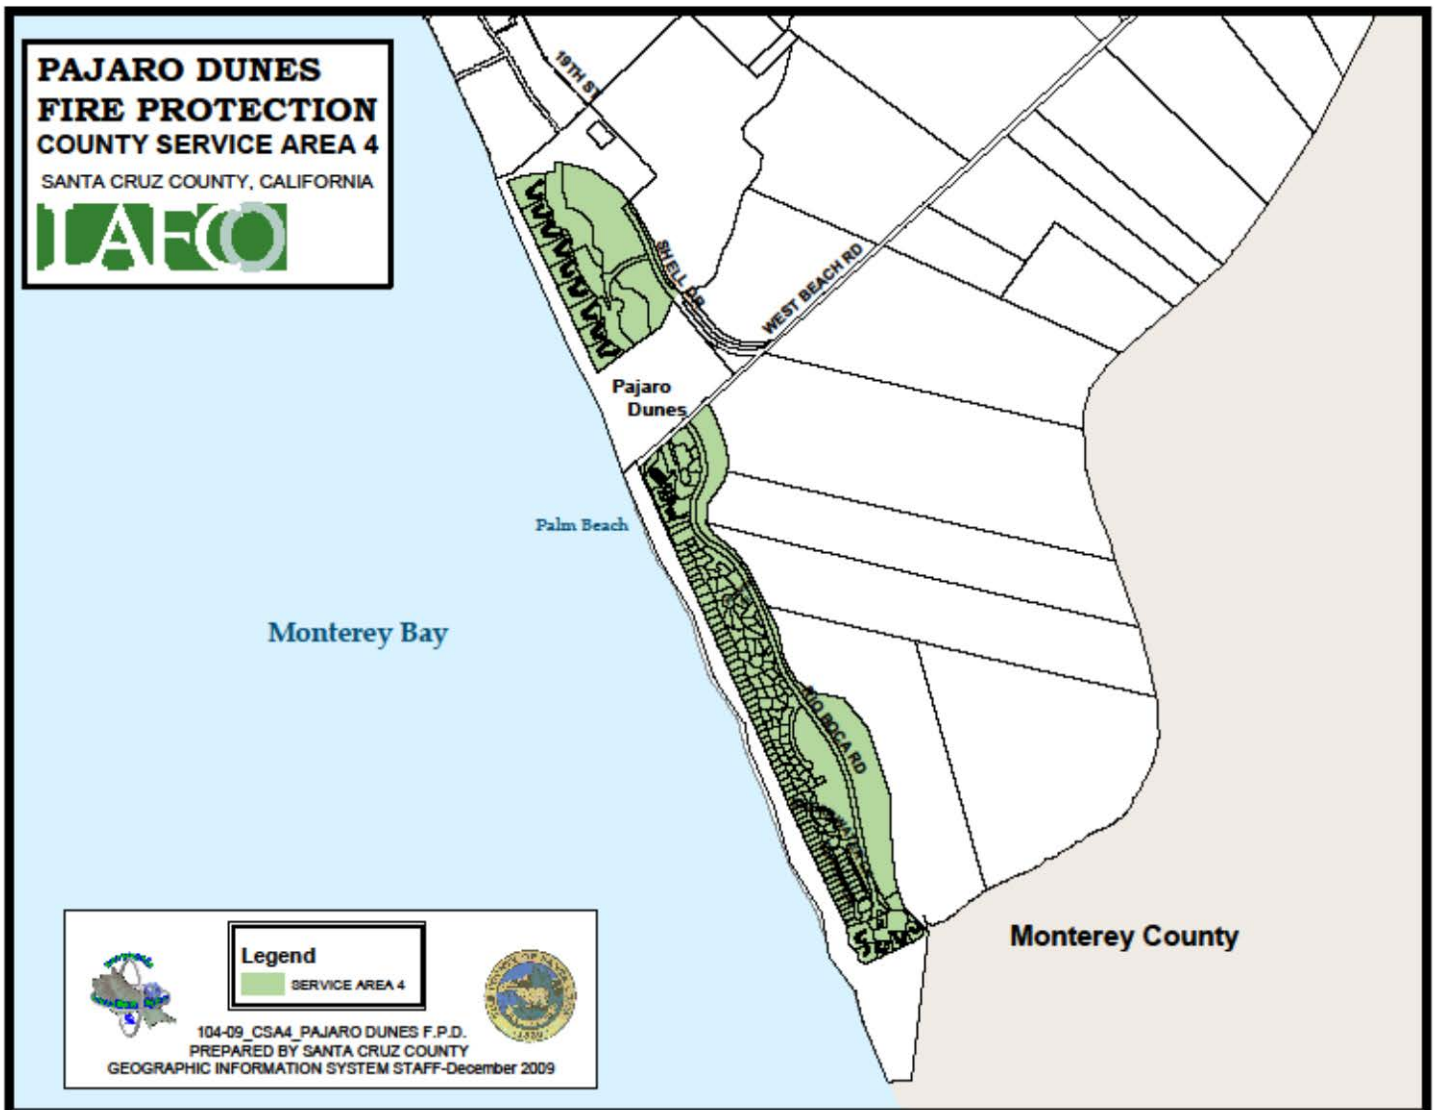 PAJARO DUNES
FIRE PROTECTION
COUNTY SERVICE AREA 4
SANTA CRUZ COUNTY, CALIFORNIA
LAFCO
19TH ST
SHELL DR
WEST BEACH RD
Pajaro
Dunes
Palm Beach
Monterey Bay
RIO BOCA RD
Monterey County
Legend
SERVICE AREA 4
104-09_CSA4_PAJARO DUNES F.P.D.
PREPARED BY SANTA CRUZ COUNTY
GEOGRAPHIC INFORMATION SYSTEM STAFF-December 2009